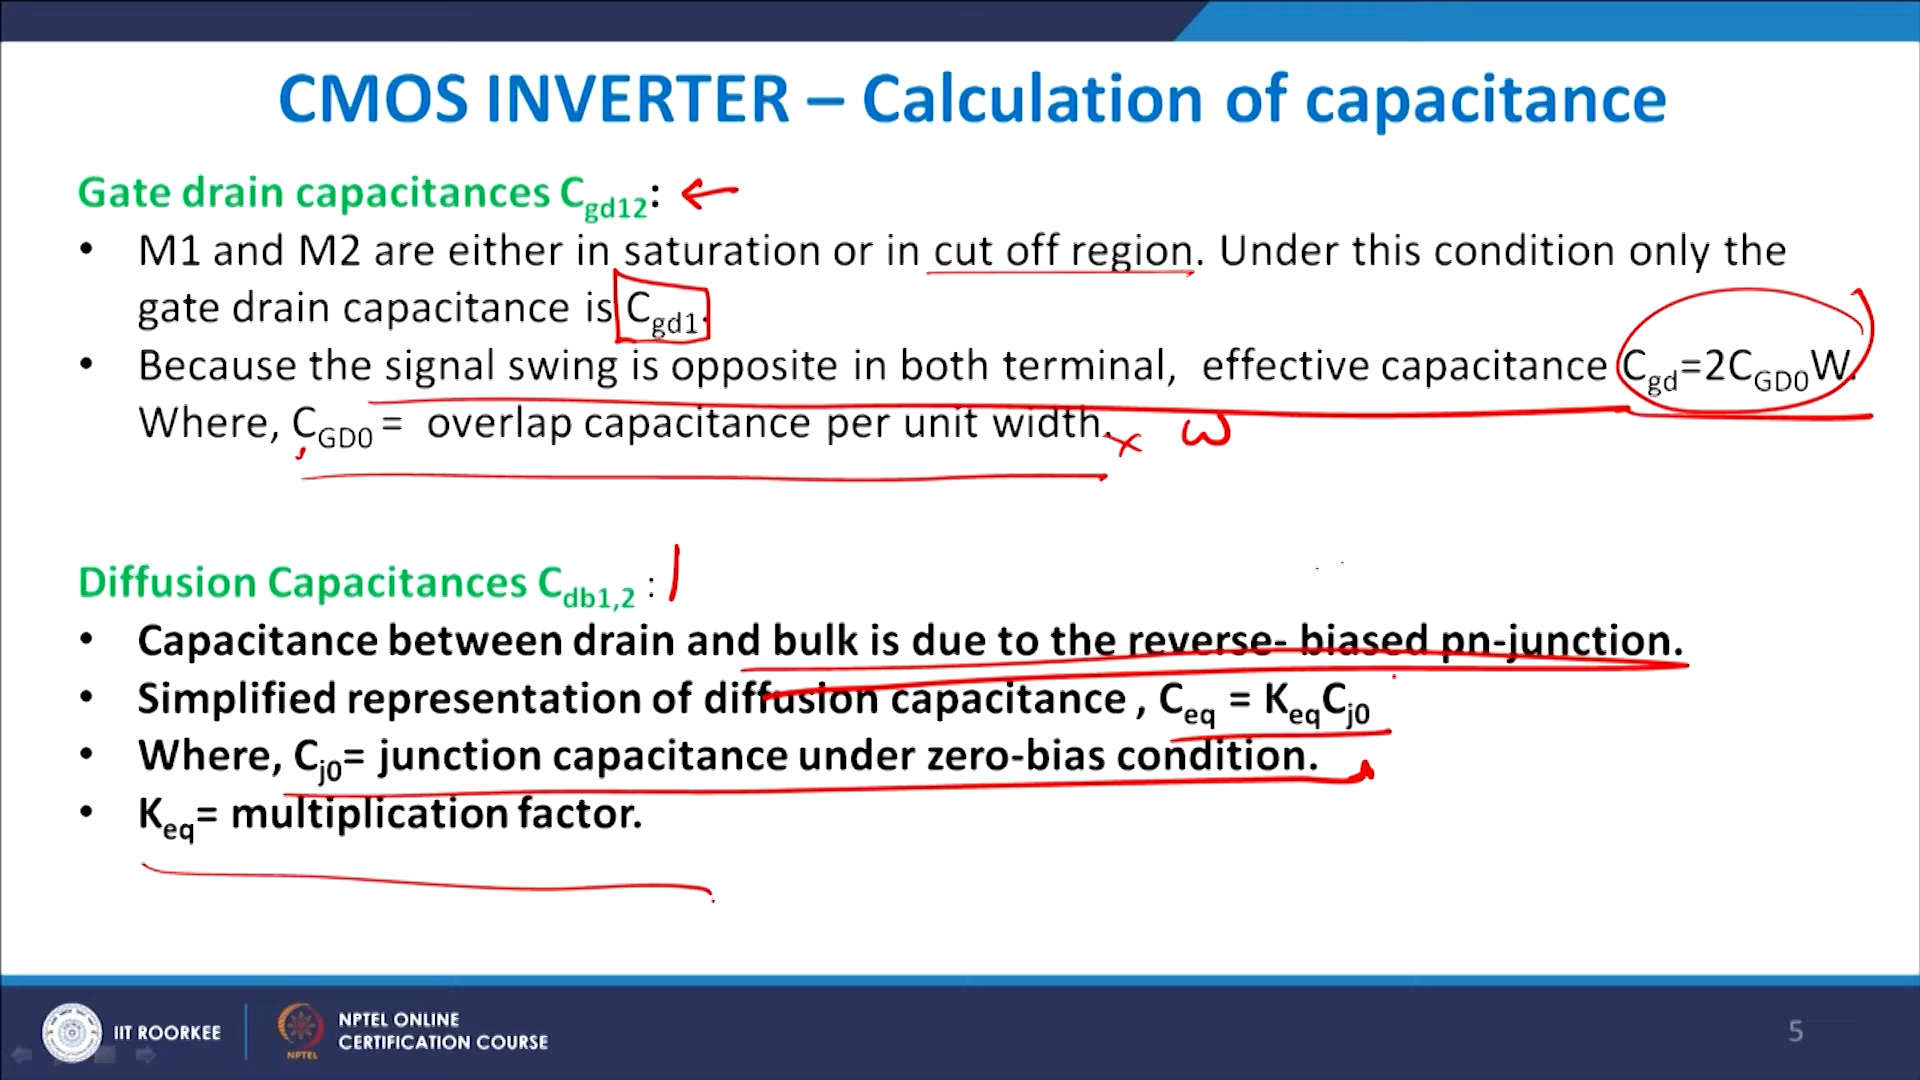 CMOS INVERTER – Calculation of capacitance
Gate drain capacitances Cgd12:
• M1 and M2 are either in saturation or in cut off region. Under this condition only the
gate drain capacitance is Cgd1.
• Because the signal swing is opposite in both terminal, effective capacitance Cgd=2CGD0W.
Where, CGD0 = overlap capacitance per unit width. × W
Diffusion Capacitances Cdb1,2 :
• Capacitance between drain and bulk is due to the reverse- biased pn-junction.
• Simplified representation of diffusion capacitance , Ceq = KeqCj0
• Where, Cj0= junction capacitance under zero-bias condition.
• Keq= multiplication factor.
IIT ROORKEE
NPTEL
NPTEL ONLINE
CERTIFICATION COURSE
5